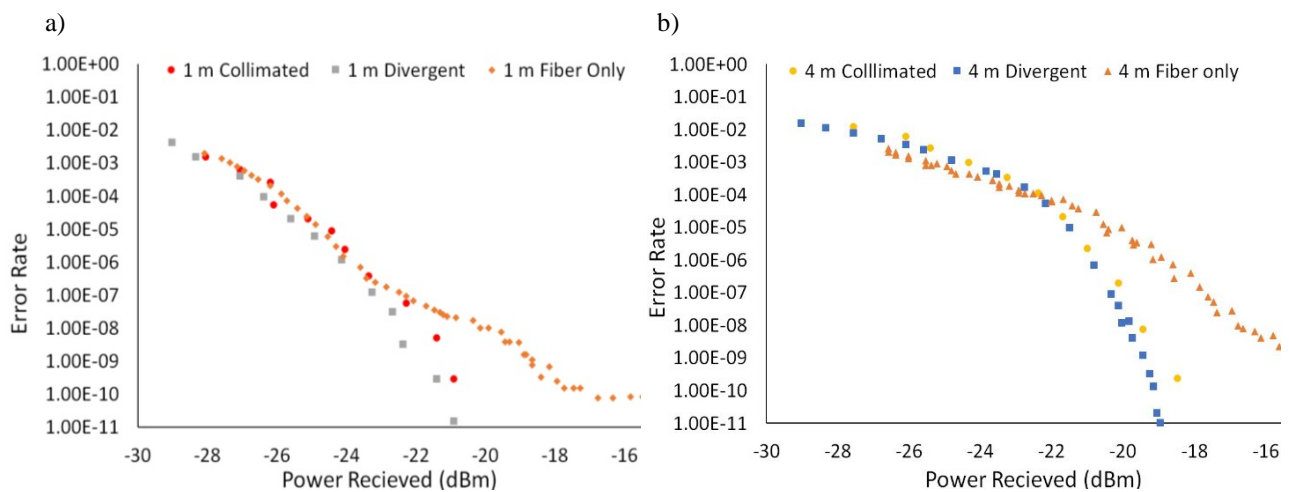 a)
1.00E+00
1 m Collimated 1 m Divergent 1 m Fiber Only
1.00E-01
1.00E-02
1.00E-03
1.00E-04
1.00E-05
1.00E-06
1.00E-07
1.00E-08
1.00E-09
1.00E-10
1.00E-11
Error Rate
-30 -28 -26 -24 -22 -20 -18 -16
Power Recieved (dBm)
b)
1.00E+00
4 m Colllimated 4 m Divergent 4 m Fiber only
1.00E-01
1.00E-02
1.00E-03
1.00E-04
1.00E-05
1.00E-06
1.00E-07
1.00E-08
1.00E-09
1.00E-10
1.00E-11
Error Rate
-30 -28 -26 -24 -22 -20 -18 -16
Power Recieved (dBm)